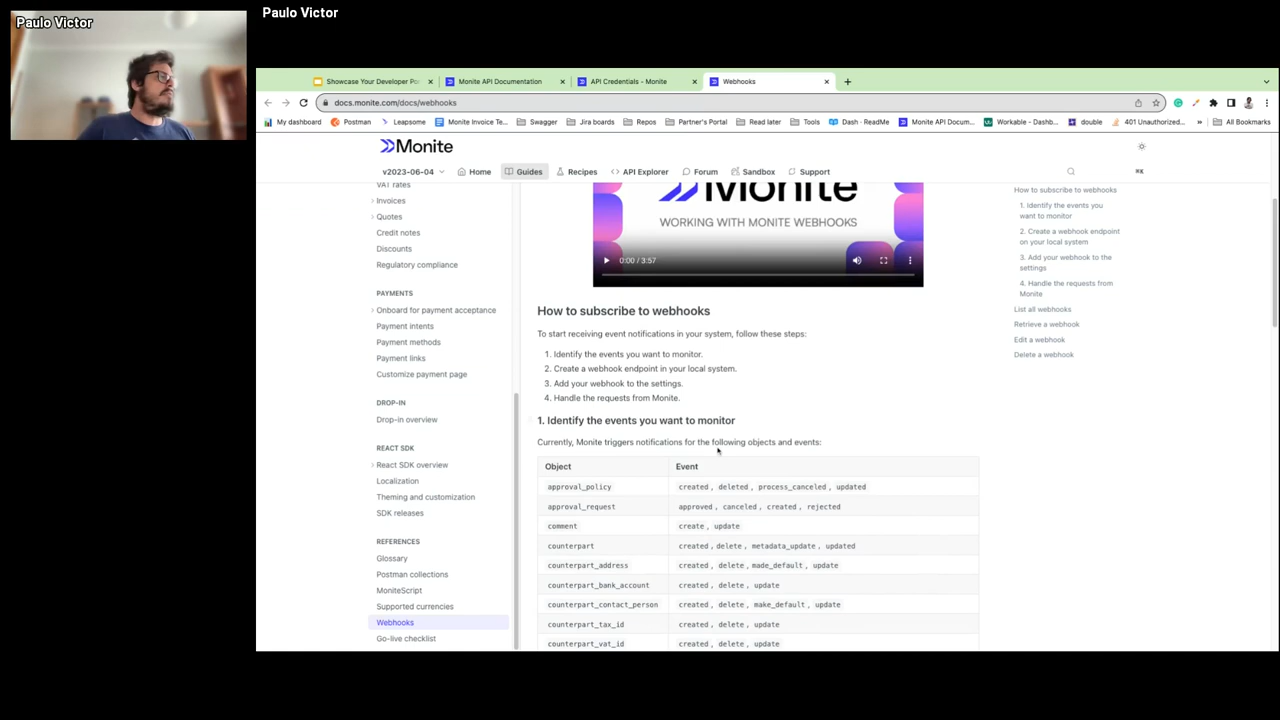 Paulo Victor
Paulo Victor
Showcase Your Developer Po
Monite API Documentation
API Credentials - Monite
Webhooks
docs.monite.com/docs/webhooks
My dashboard
Postman
Leapsome
Monite Invoice Te...
Swagger
Jira boards
Repos
Partner's Portal
Read later
Tools
Dash · ReadMe
Monite API Docum...
Workable - Dashb...
double
401 Unauthorized...
»
All Bookmarks
Monite
v2023-06-04
Home
Guides
Recipes
API Explorer
Forum
Sandbox
Support
⌘K
VAT rates
Invoices
Quotes
Credit notes
Discounts
Regulatory compliance
PAYMENTS
Onboard for payment acceptance
Payment intents
Payment methods
Payment links
Customize payment page
DROP-IN
Drop-in overview
REACT SDK
React SDK overview
Localization
Theming and customization
SDK releases
REFERENCES
Glossary
Postman collections
MoniteScript
Supported currencies
Webhooks
Go-live checklist
Monite
WORKING WITH MONITE WEBHOOKS
0:00 / 3:57
How to subscribe to webhooks
To start receiving event notifications in your system, follow these steps:
1. Identify the events you want to monitor.
2. Create a webhook endpoint in your local system.
3. Add your webhook to the settings.
4. Handle the requests from Monite.
1. Identify the events you want to monitor
Currently, Monite triggers notifications for the following objects and events:
Object Event
approval_policy created, deleted, process_canceled, updated
approval_request approved, canceled, created, rejected
comment create, update
counterpart created, delete, metadata_update, updated
counterpart_address created, delete, made_default, update
counterpart_bank_account created, delete, update
counterpart_contact_person created, delete, make_default, update
counterpart_tax_id created, delete, update
counterpart_vat_id created, delete, update
How to subscribe to webhooks
1. Identify the events you
want to monitor
2. Create a webhook endpoint
on your local system
3. Add your webhook to the
settings
4. Handle the requests from
Monite
List all webhooks
Retrieve a webhook
Edit a webhook
Delete a webhook